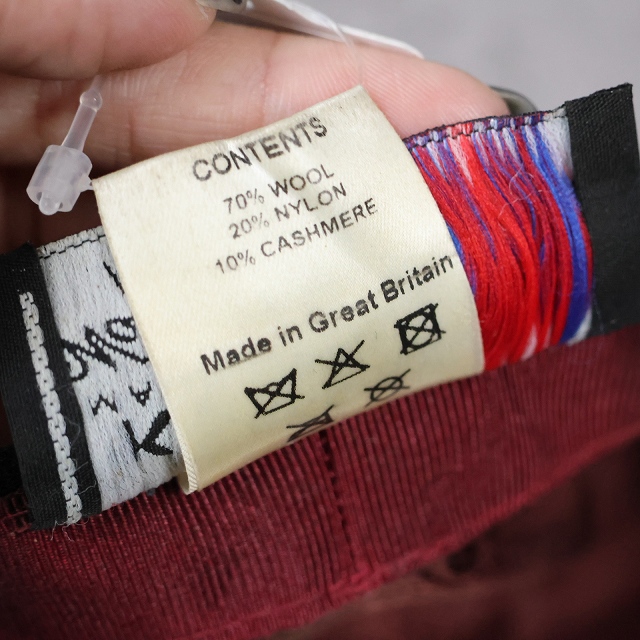 CONTENTS
70% WOOL
20% NYLON
10% CASHMERE
Made in Great Britain